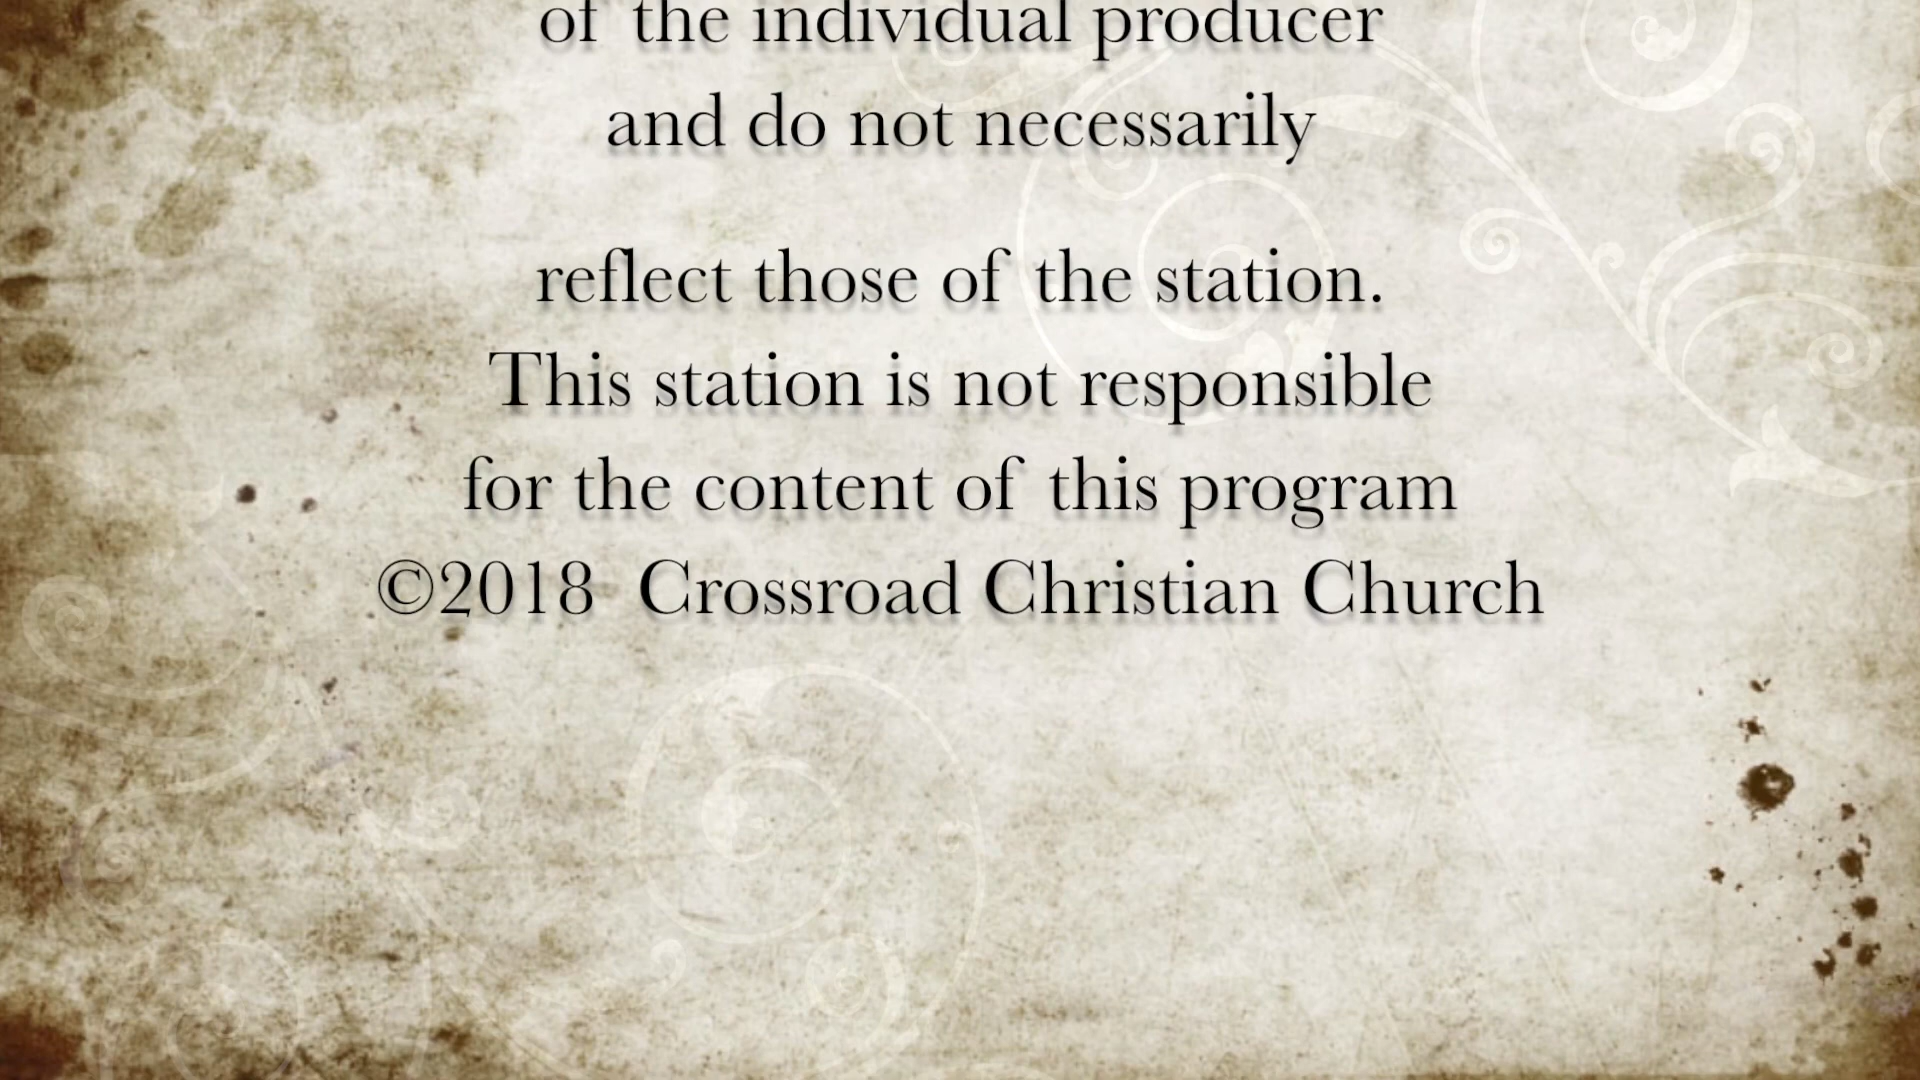 of the individual producer
and do not necessarily
reflect those of the station.
This station is not responsible
for the content of this program
©2018 Crossroad Christian Church